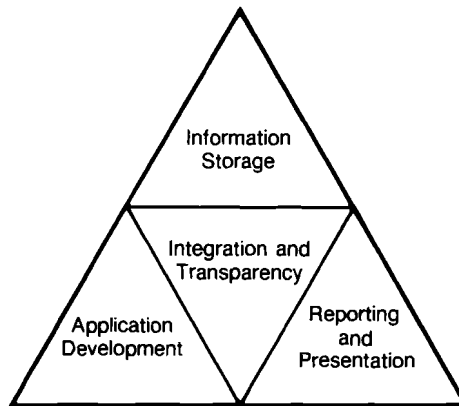 Information
Storage
Integration and
Transparency
Application
Development
Reporting
and
Presentation